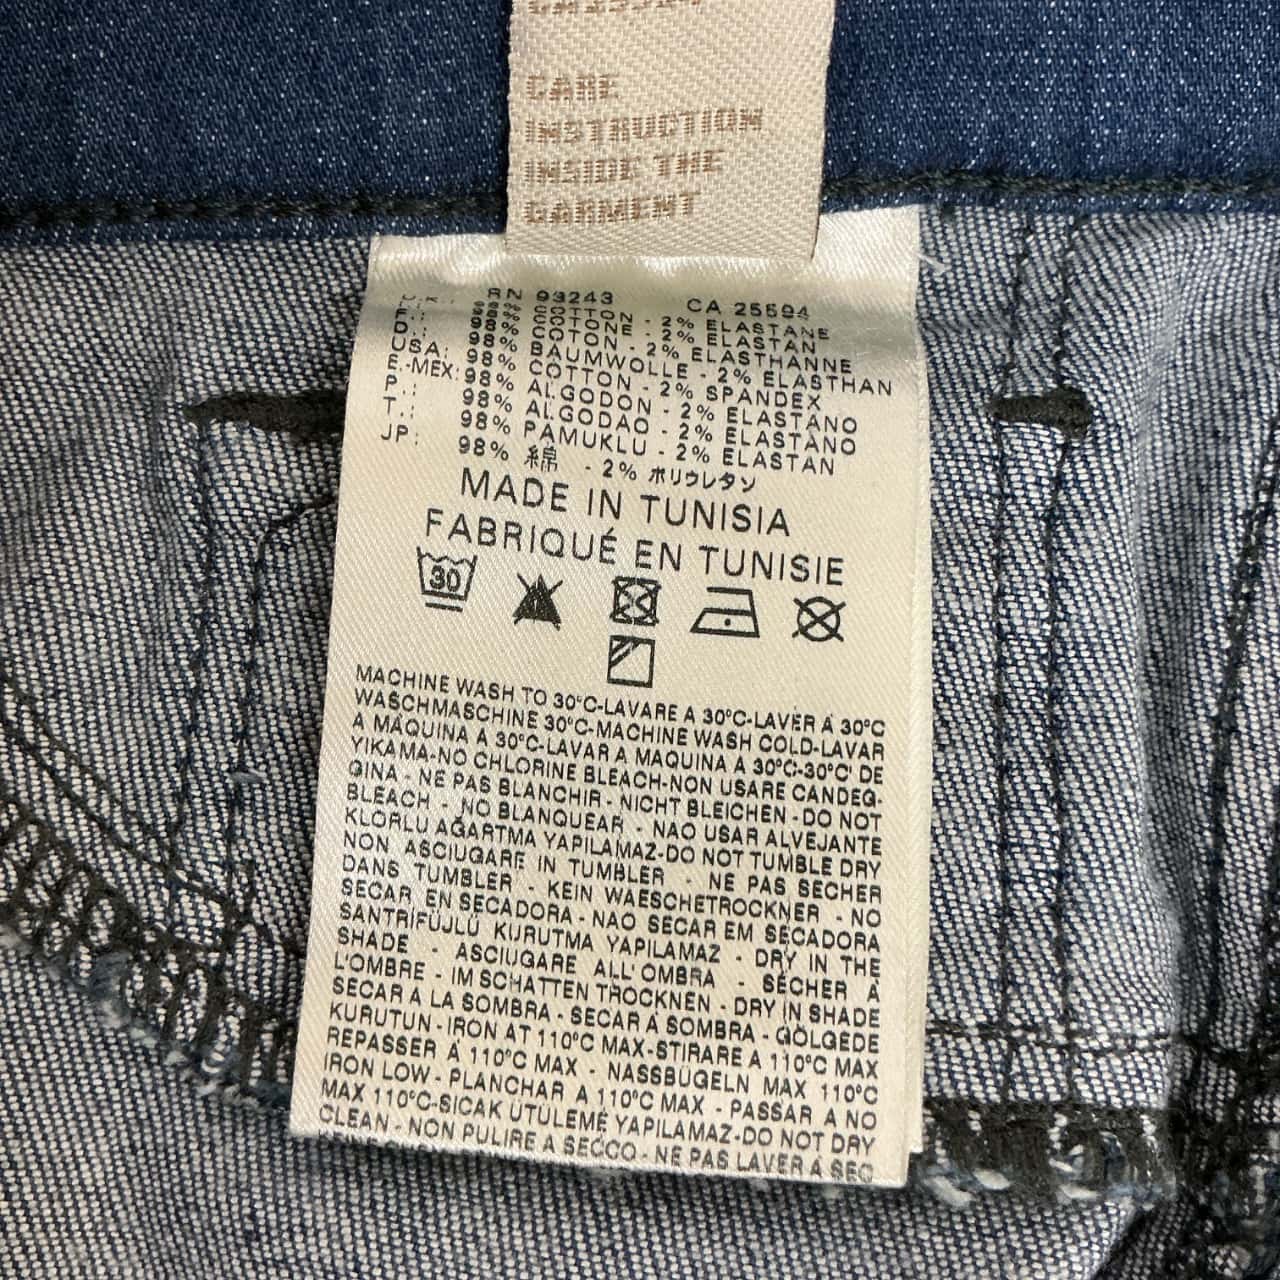 CARE
INSTRUCTION
INSIDE THE
GARMENT
RN 93243 CA 25594
98% COTTON - 2% ELASTANE
98% COTONE - 2% ELASTAN
F.: 98% COTON - 2% ELASTHANNE
D.: 98% BAUMWOLLE - 2% ELASTHAN
USA: 98% COTTON - 2% SPANDEX
E.-MEX: 98% ALGODON - 2% ELASTANO
P.: 98% ALGODAO - 2% ELASTANO
T.: 98% PAMUKLU - 2% ELASTAN
JP: 98% 綿 - 2% ポリウレタン
MADE IN TUNISIA
FABRIQUÉ EN TUNISIE
30
MACHINE WASH TO 30°C-LAVARE A 30°C-LAVER À 30°C
WASCHMASCHINE 30°C-MACHINE WASH COLD-LAVAR
A MÁQUINA A 30°C-LAVAR A MAQUINA A 30°C-30°C' DE
YIKAMA-NO CHLORINE BLEACH-NON USARE CANDEG-
GINA - NE PAS BLANCHIR - NICHT BLEICHEN - DO NOT
BLEACH - NO BLANQUEAR - NAO USAR ALVEJANTE
KLORLU AĞARTMA YAPILAMAZ-DO NOT TUMBLE DRY
NON ASCIUGARE IN TUMBLER - NE PAS SECHER
DANS TUMBLER - KEIN WAESCHETROCKNER - NO
SECAR EN SECADORA - NAO SECAR EM SECADORA
SANTRİFÜJLÜ KURUTMA YAPILAMAZ - DRY IN THE
SHADE - ASCIUGARE ALL'OMBRA - SÉCHER À
L'OMBRE - IM SCHATTEN TROCKNEN - DRY IN SHADE
SECAR A LA SOMBRA - SECAR A SOMBRA - GÖLGEDE
KURUTUN - IRON AT 110°C MAX-STIRARE A 110°C MAX
REPASSER À 110°C MAX - NASSBÜGELN MAX 110°C
IRON LOW - PLANCHAR A 110°C MAX - PASSAR A NO
MAX 110°C-SICAK ÜTÜLEME YAPILAMAZ-DO NOT DRY
CLEAN - NON PULIRE A SECCO - NE PAS LAVER À SEC